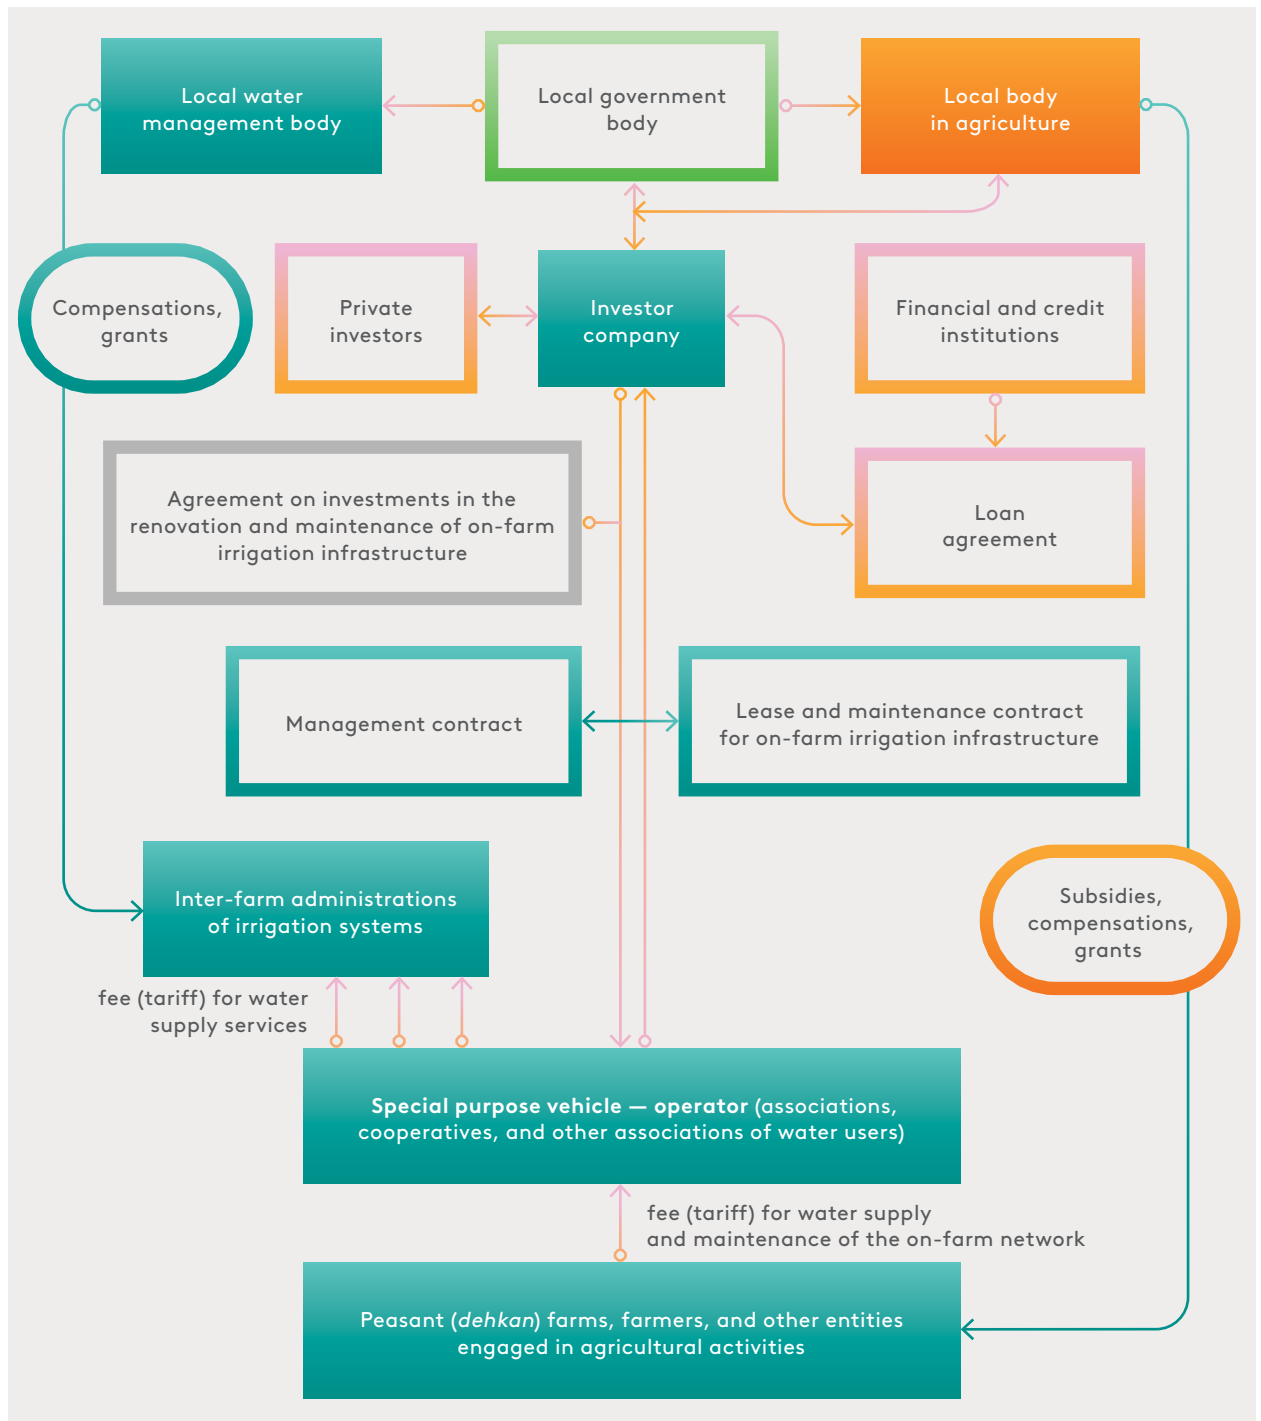 Local water
management body
Local government
body
Local body
in agriculture
Compensations,
grants
Private
investors
Investor
company
Financial and credit
institutions
Agreement on investments in the
renovation and maintenance of on-farm
irrigation infrastructure
Loan
agreement
Management contract
Lease and maintenance contract
for on-farm irrigation infrastructure
Inter-farm administrations
of irrigation systems
Subsidies,
compensations,
grants
fee (tariff) for water
supply services
Special purpose vehicle — operator (associations,
cooperatives, and other associations of water users)
fee (tariff) for water supply
and maintenance of the on-farm network
Peasant (dehkan) farms, farmers, and other entities
engaged in agricultural activities